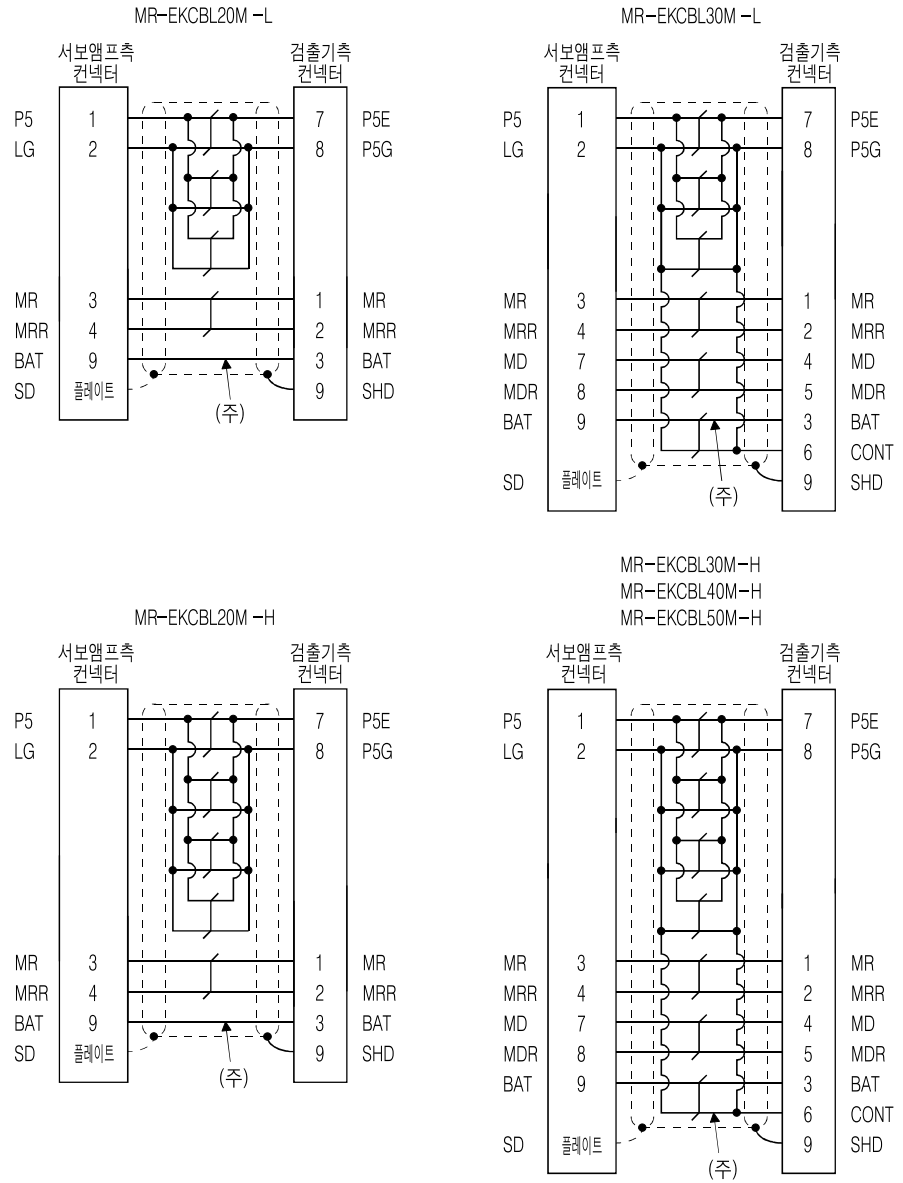 MR-EKCBL20M -L
서보앰프측 검출기측
컨넥터 컨넥터
P5 1 7 P5E
LG 2 8 P5G
MR 3 1 MR
MRR 4 2 MRR
BAT 9 3 BAT
SD 플레이트 9 SHD
(주)
MR-EKCBL30M -L
서보앰프측 검출기측
컨넥터 컨넥터
P5 1 7 P5E
LG 2 8 P5G
MR 3 1 MR
MRR 4 2 MRR
MD 7 4 MD
MDR 8 5 MDR
BAT 9 3 BAT
6 CONT
SD 플레이트 9 SHD
(주)
MR-EKCBL20M -H
서보앰프측 검출기측
컨넥터 컨넥터
P5 1 7 P5E
LG 2 8 P5G
MR 3 1 MR
MRR 4 2 MRR
BAT 9 3 BAT
SD 플레이트 9 SHD
(주)
MR-EKCBL30M-H
MR-EKCBL40M-H
MR-EKCBL50M-H
서보앰프측 검출기측
컨넥터 컨넥터
P5 1 7 P5E
LG 2 8 P5G
MR 3 1 MR
MRR 4 2 MRR
MD 7 4 MD
MDR 8 5 MDR
BAT 9 3 BAT
6 CONT
SD 플레이트 9 SHD
(주)